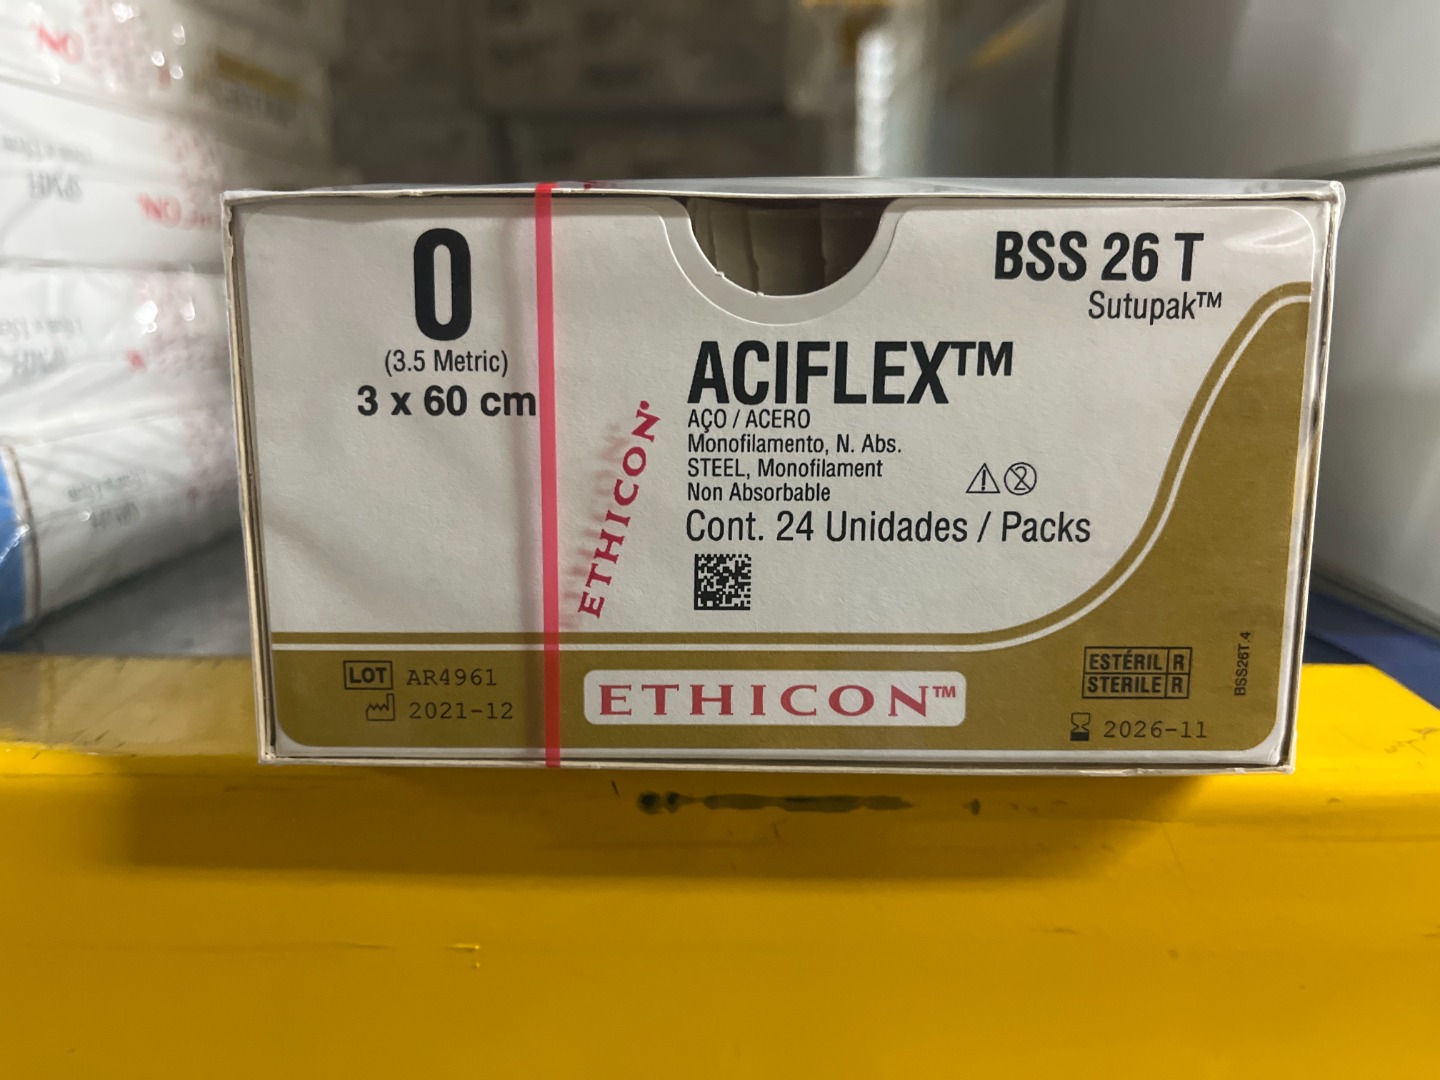 0
(3.5 Metric)
3 x 60 cm
BSS 26 T
Sutupak™
ACIFLEX™
AÇO / ACERO
Monofilamento, N. Abs.
STEEL, Monofilament
Non Absorbable
Cont. 24 Unidades / Packs
ETHICON
LOT AR4961
2021-12
ETHICON™
ESTÉRIL R
STERILE R
2026-11
BSS26T.4